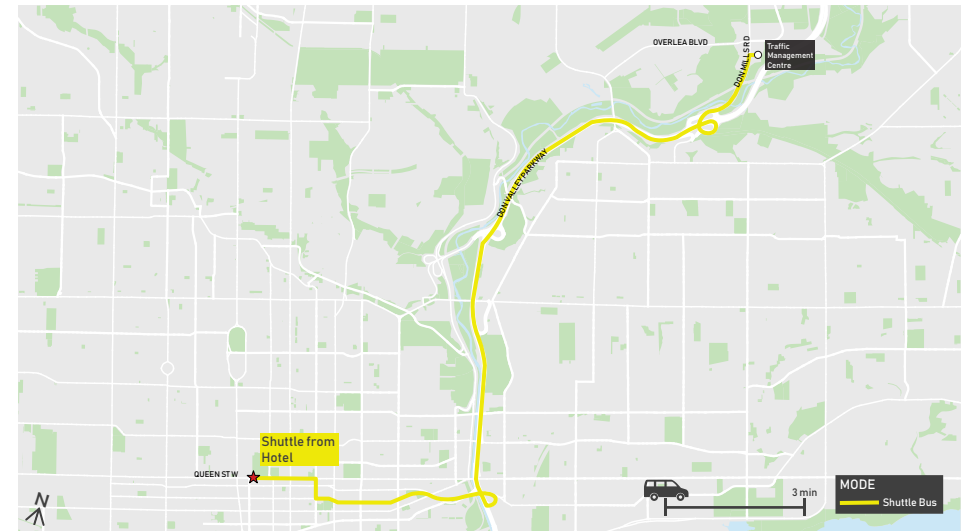 OVERLEA BLVD
DON MILLS RD
Traffic
Management
Centre
DON VALLEY PARKWAY
Shuttle from
Hotel
QUEEN ST W
N
3 min
MODE
Shuttle Bus